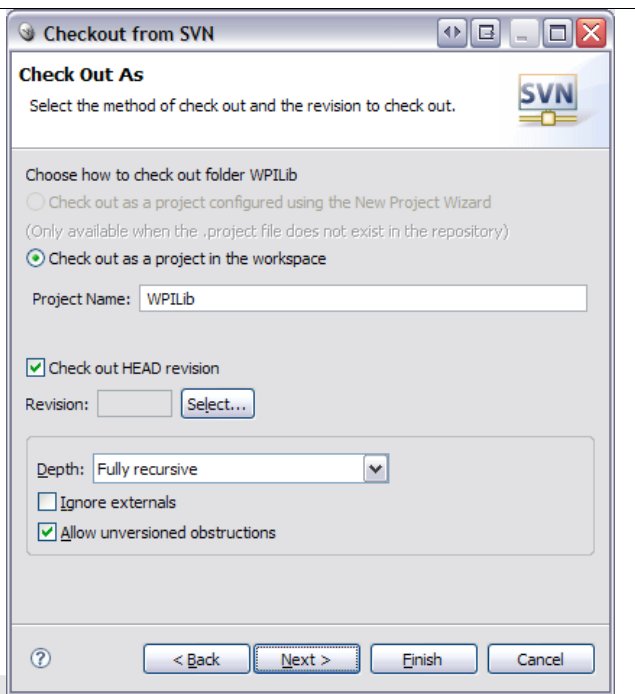 Checkout from SVN
Check Out As
Select the method of check out and the revision to check out.
SVN
Choose how to check out folder WPILib
Check out as a project configured using the New Project Wizard
(Only available when the .project file does not exist in the repository)
Check out as a project in the workspace
Project Name: WPILib
Check out HEAD revision
Revision: Select...
Depth: Fully recursive
Ignore externals
Allow unversioned obstructions
? < Back Next > Finish Cancel